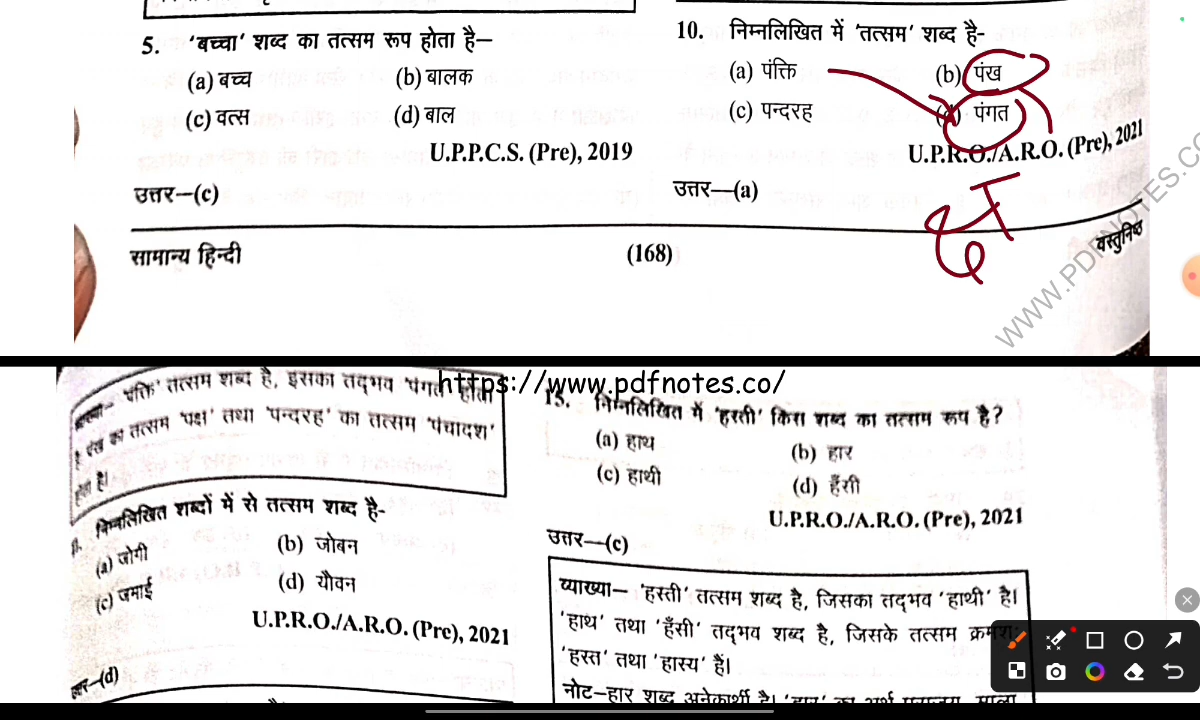 5. 'बच्चा' शब्द का तत्सम रूप होता है–
(a) बच्च (b) बालक
(c) वत्स (d) बाल
U.P.P.C.S. (Pre), 2019
उत्तर–(c)
10. निम्नलिखित में 'तत्सम' शब्द है-
(a) पंक्ति (b) पंख
(c) पन्दरह (d) पंगत
U.P.R.O./A.R.O. (Pre), 2021
उत्तर–(a)
सामान्य हिन्दी (168) वस्तुनिष्ठ
WWW.PDFNOTES.CO
https://www.pdfnotes.co/
'पंक्ति' तत्सम शब्द है, इसका तद्भव 'पंगत' होता
है, पंख का तत्सम 'पक्ष' तथा 'पन्दरह' का तत्सम 'पंचादश'
होता है।
निम्नलिखित शब्दों में से तत्सम शब्द है-
(a) जोगी (b) जोबन
(c) जमाई (d) यौवन
U.P.R.O./A.R.O. (Pre), 2021
(d)
15. निम्नलिखित में 'हस्ती' किस शब्द का तत्सम रूप है?
(a) हाथ (b) हार
(c) हाथी (d) हँसी
U.P.R.O./A.R.O. (Pre), 2021
उत्तर–(c)
व्याख्या– 'हस्ती' तत्सम शब्द है, जिसका तद्भव 'हाथी' है।
'हाथ' तथा 'हँसी' तद्भव शब्द है, जिसके तत्सम क्रमशः
'हस्त' तथा 'हास्य' हैं।
नोट–हार शब्द अनेकार्थी है। 'हार' का अर्थ पराजय, माला